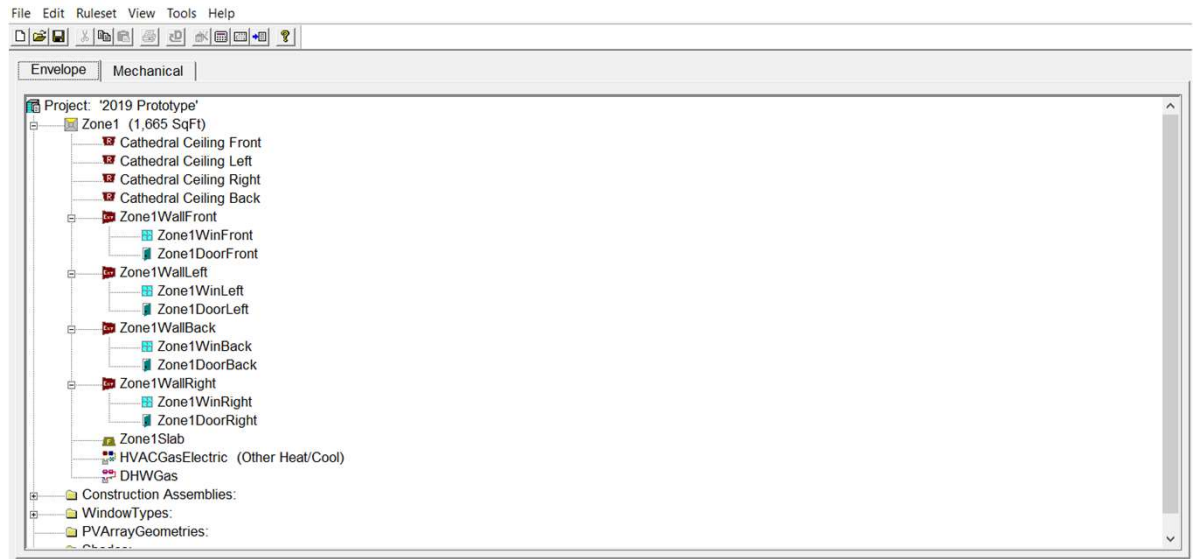 File Edit Ruleset View Tools Help
Envelope Mechanical
Project: '2019 Prototype'
Zone1 (1,665 SqFt)
Cathedral Ceiling Front
Cathedral Ceiling Left
Cathedral Ceiling Right
Cathedral Ceiling Back
Zone1WallFront
Zone1WinFront
Zone1DoorFront
Zone1WallLeft
Zone1WinLeft
Zone1DoorLeft
Zone1WallBack
Zone1WinBack
Zone1DoorBack
Zone1WallRight
Zone1WinRight
Zone1DoorRight
Zone1Slab
HVACGasElectric (Other Heat/Cool)
DHWGas
Construction Assemblies:
WindowTypes:
PVArrayGeometries: